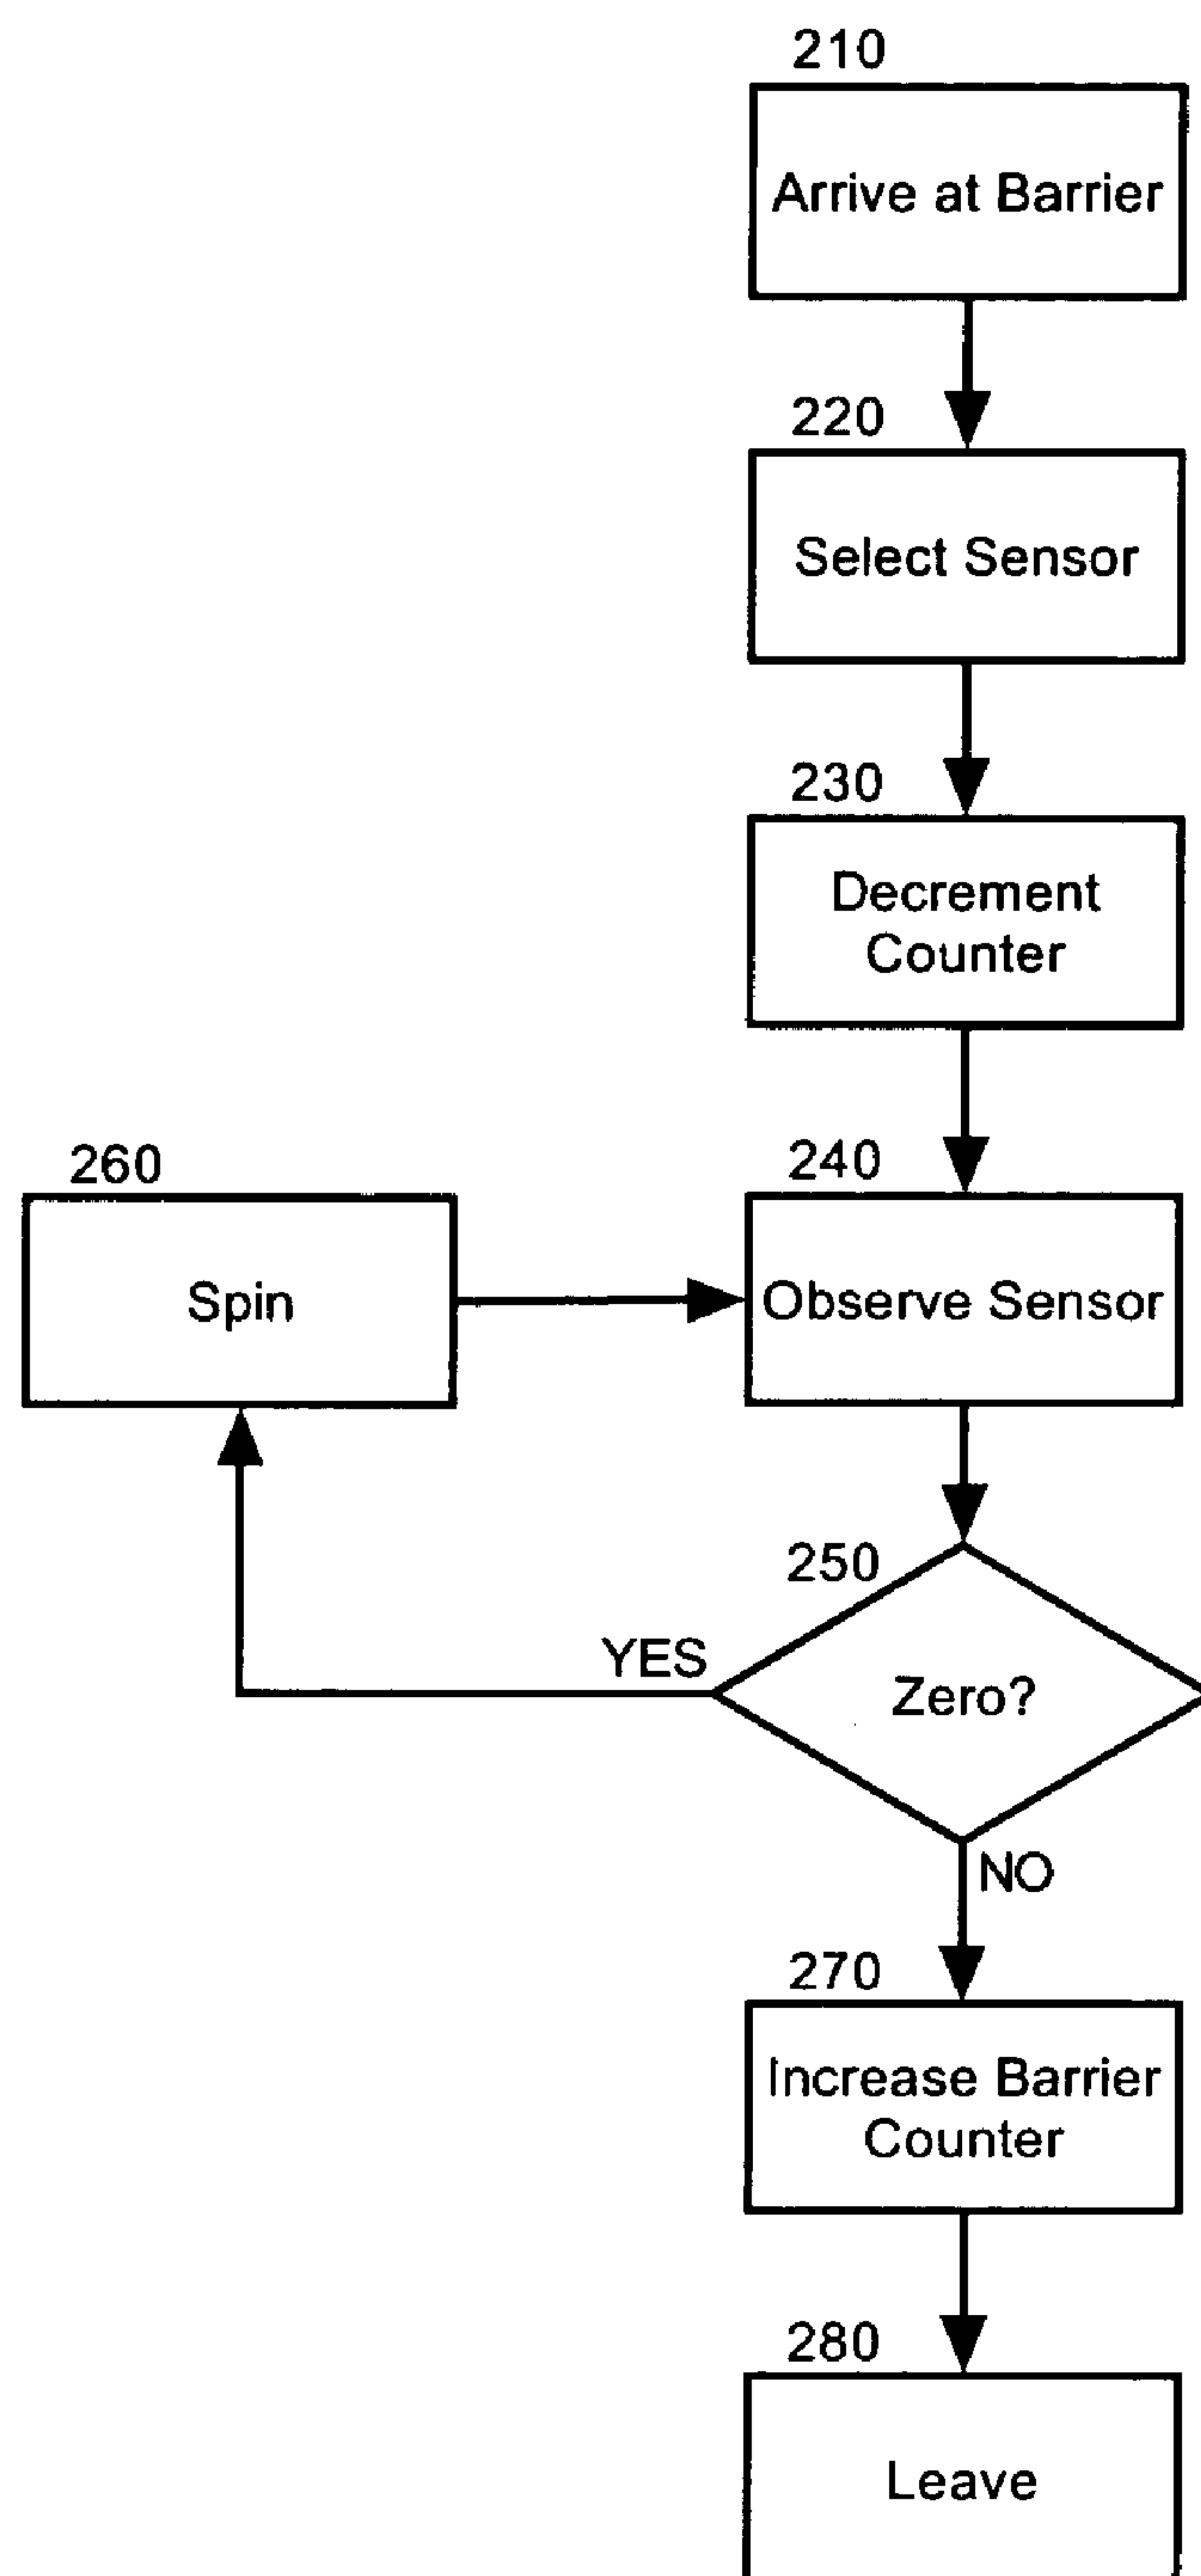 210
Arrive at Barrier
220
Select Sensor
230
Decrement
Counter
260
Spin
240
Observe Sensor
250
YES
Zero?
NO
270
Increase Barrier
Counter
280
Leave